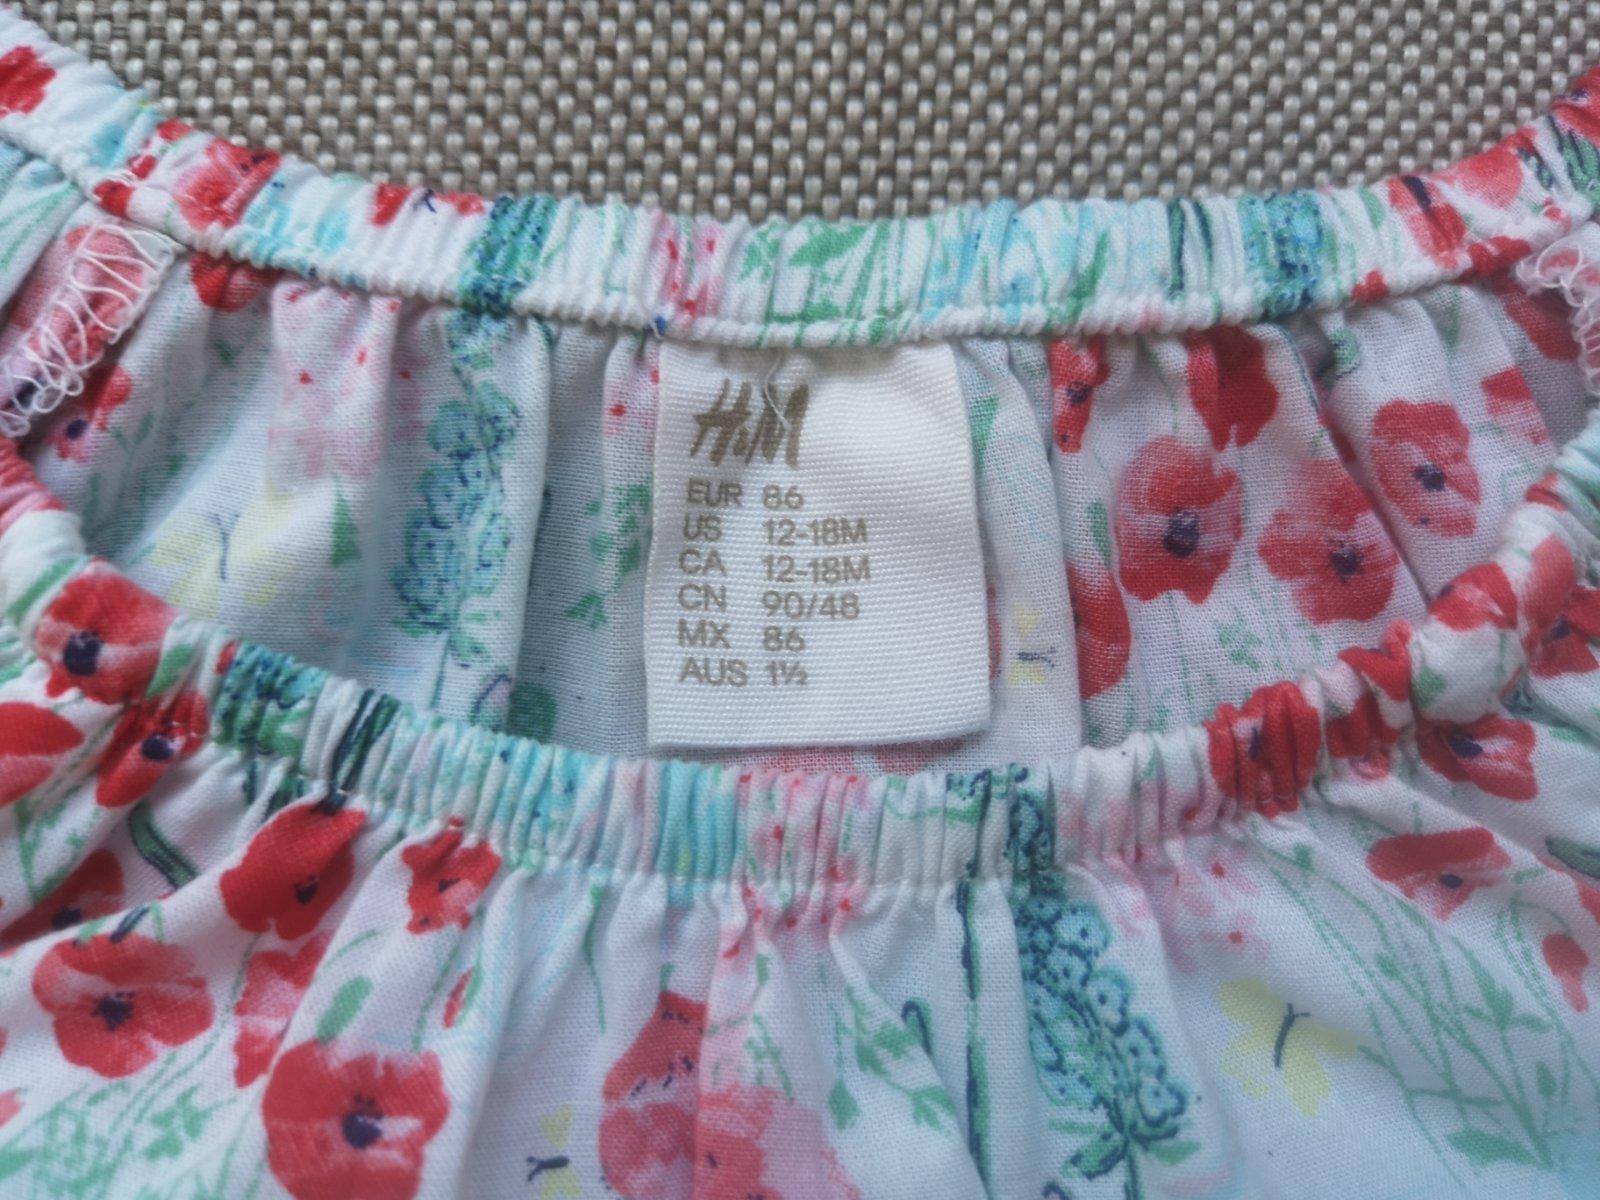 H&M
EUR 86
US 12-18M
CA 12-18M
CN 90/48
MX 86
AUS 1½